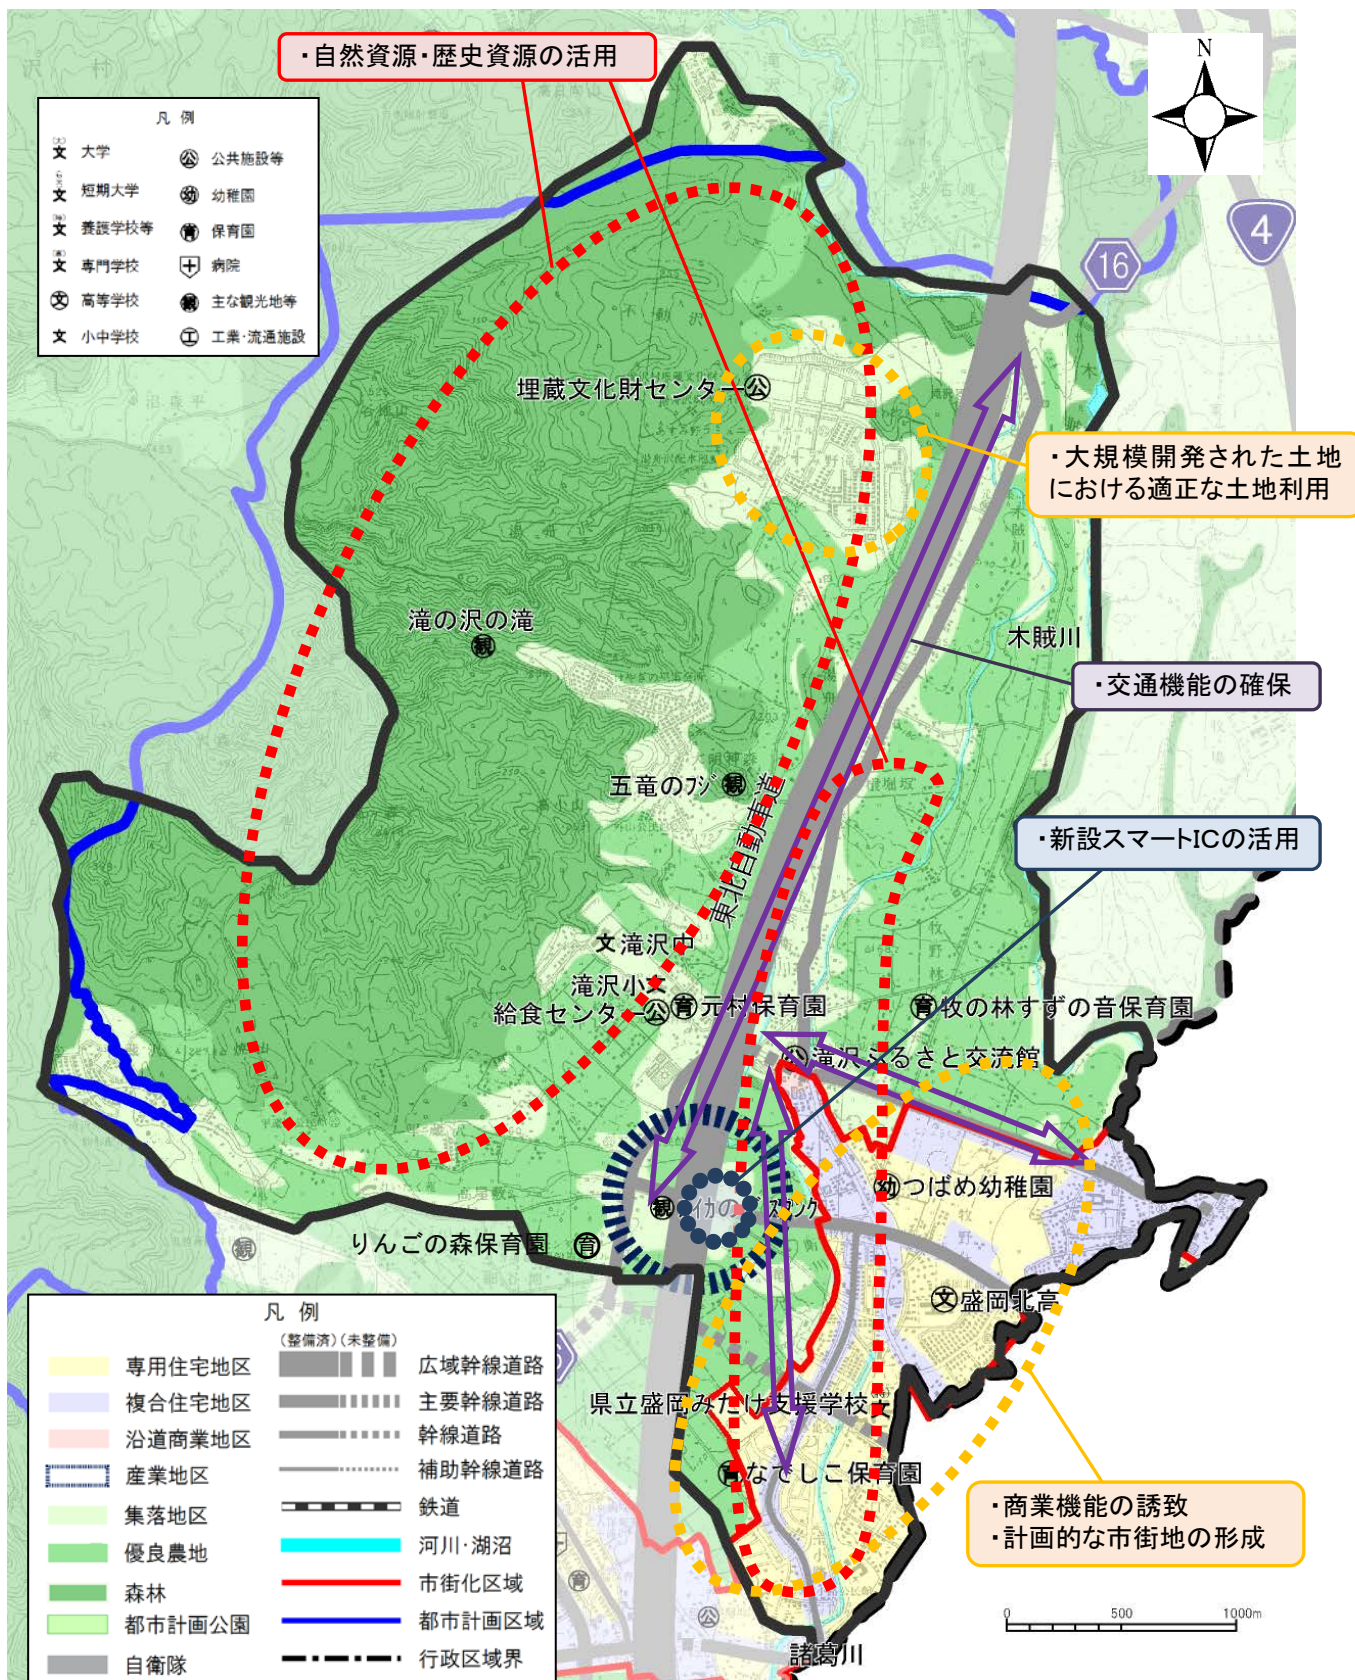 ・自然資源・歴史資源の活用
N
凡 例
大学
短期大学
養護学校等
専門学校
高等学校
小中学校
公共施設等
幼稚園
保育園
病院
主な観光地等
工業・流通施設
4
16
不動沢
埋蔵文化財センター
・大規模開発された土地
における適正な土地利用
滝の沢の滝
木賊川
・交通機能の確保
五竜のフジ
東北自動車道
・新設スマートICの活用
滝沢中
滝沢小
給食センター
元村保育園
牧の林すずの音保育園
滝沢ふるさと交流館
つばめ幼稚園
りんごの森保育園
盛岡北高
県立盛岡みたけ支援学校
なでしこ保育園
・商業機能の誘致
・計画的な市街地の形成
諸葛川
0 500 1000m
凡 例
(整備済)(未整備)
専用住宅地区
複合住宅地区
沿道商業地区
産業地区
集落地区
優良農地
森林
都市計画公園
自衛隊
広域幹線道路
主要幹線道路
幹線道路
補助幹線道路
鉄道
河川・湖沼
市街化区域
都市計画区域
行政区域界